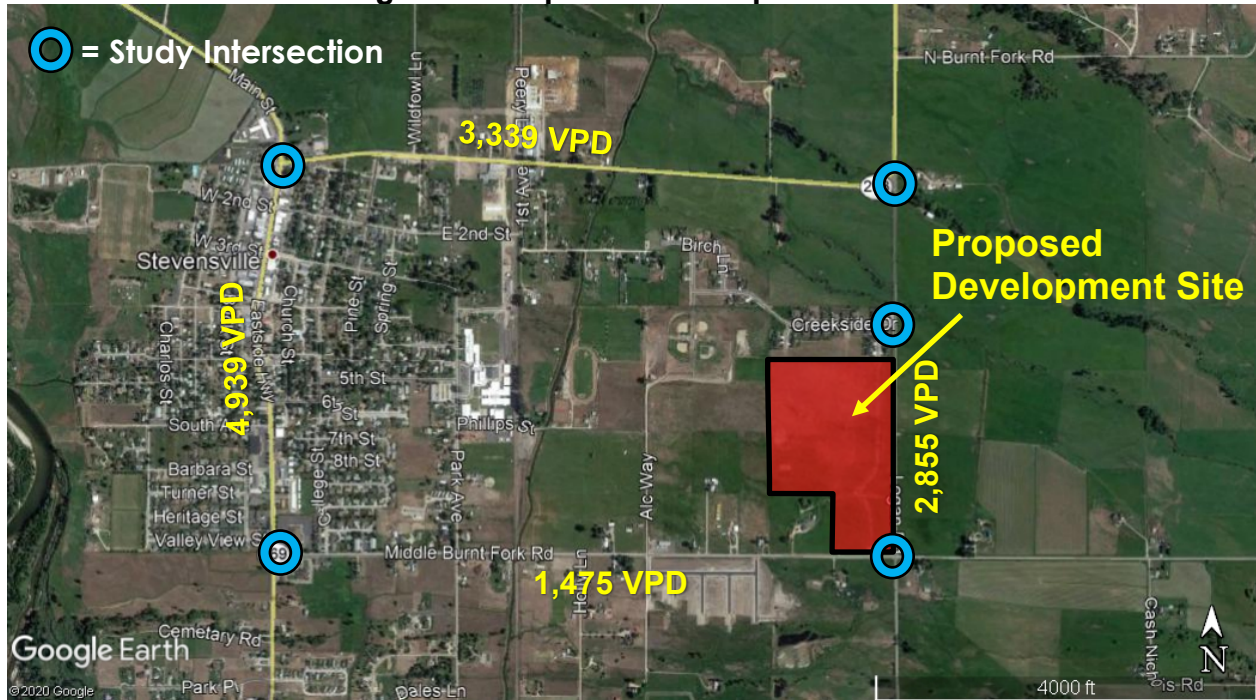 = Study Intersection
N Burnt Fork Rd
Main St
Wildfowl Ln
3,339 VPD
1st Ave
W 2nd St
E 2nd St
W 3rd S
Stevensville
Birch Ln
Proposed
Development Site
Creekside Dr
Charlos St
Eastside Hwy
Church St
Pine St
Spring St
4,939 VPD
5th St
2,855 VPD
South
Phillips St
7th St
8th St
College St
Park Ave
Alc Way
Barbara St
Turner St
Heritage St
Valley View S
Middle Burnt Fork Rd
1,475 VPD
Cemetary Rd
Google Earth
Park P
Dales Ln
4000 ft
N
©2020 Google